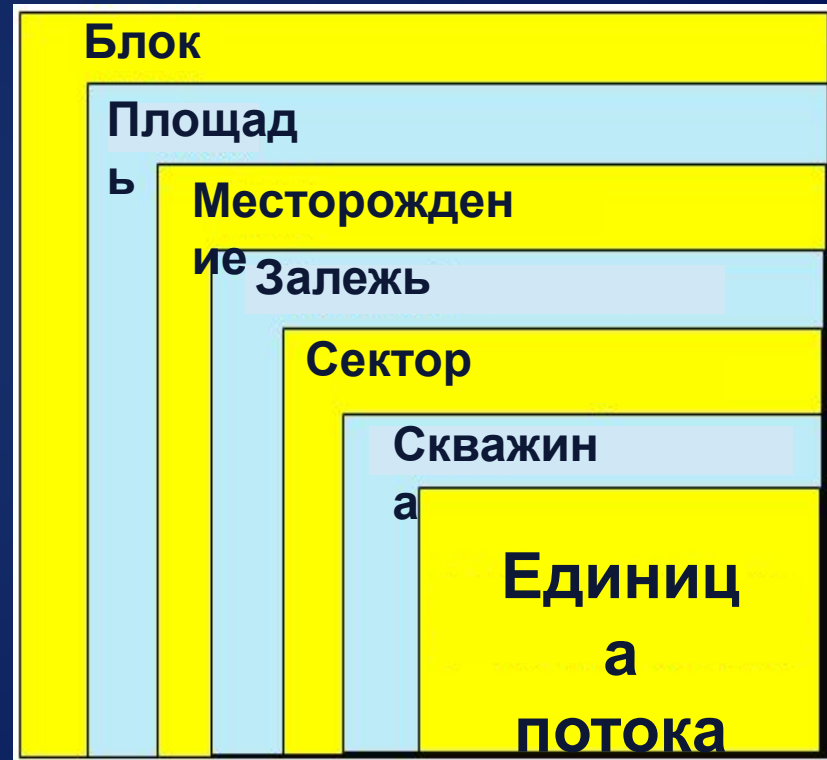 Блок
Площад
ь
Месторожден
ие
Залежь
Сектор
Скважин
а
Единиц
а
потока